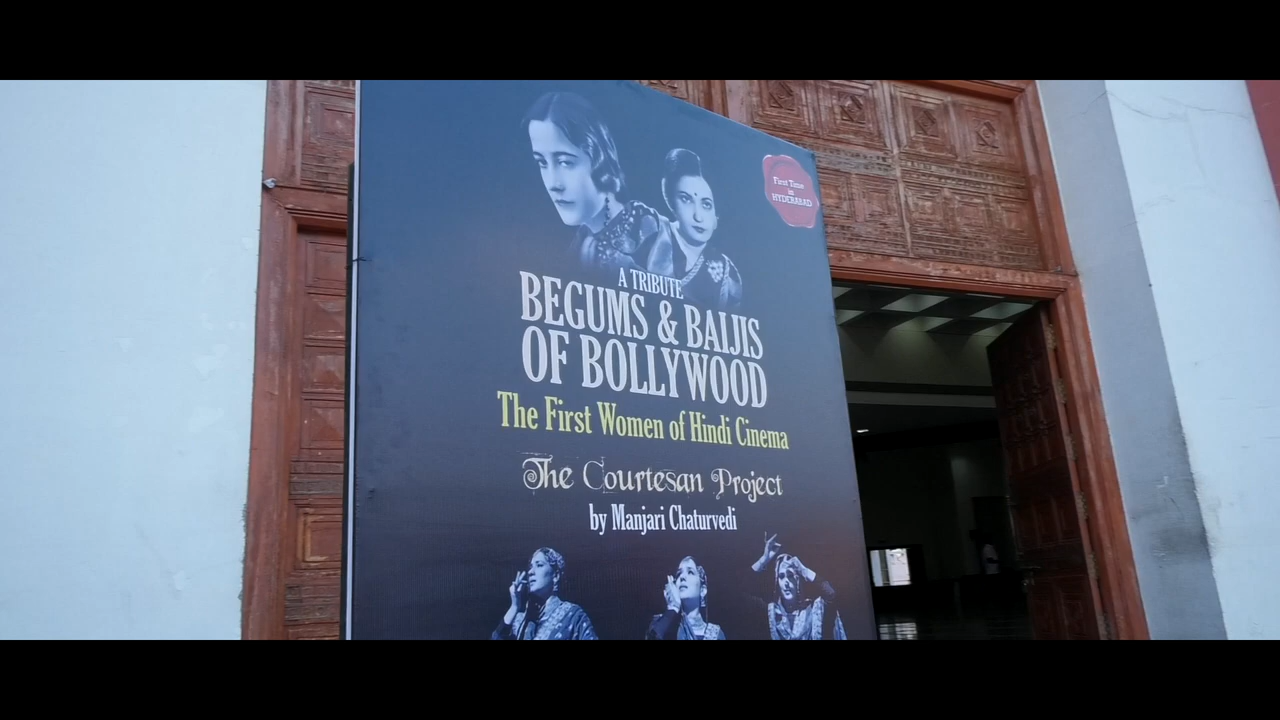 First Time
in
HYDERABAD
A TRIBUTE
BEGUMS & BAIJIS
OF BOLLYWOOD
The First Women of Hindi Cinema
The Courtesan Project
by Manjari Chaturvedi